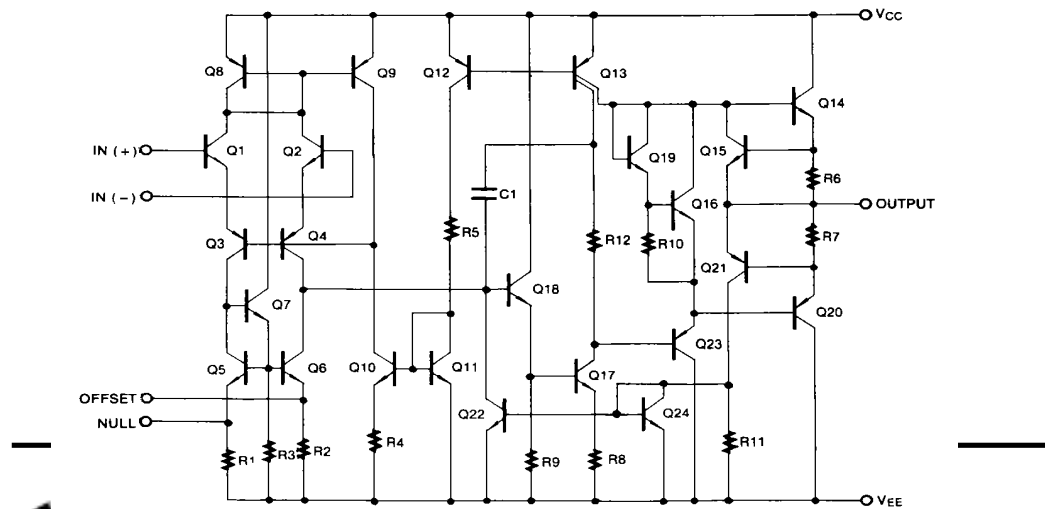 VCC
Q8
Q9
Q12
Q13
Q14
IN (+)
Q1
Q2
Q19
Q15
R6
IN (−)
C1
Q16
OUTPUT
Q3
Q4
R5
R12
R10
R7
Q21
Q7
Q18
Q20
Q5
Q6
Q10
Q11
Q17
Q23
OFFSET
NULL
Q22
Q24
R1
R3
R2
R4
R9
R8
R11
VEE